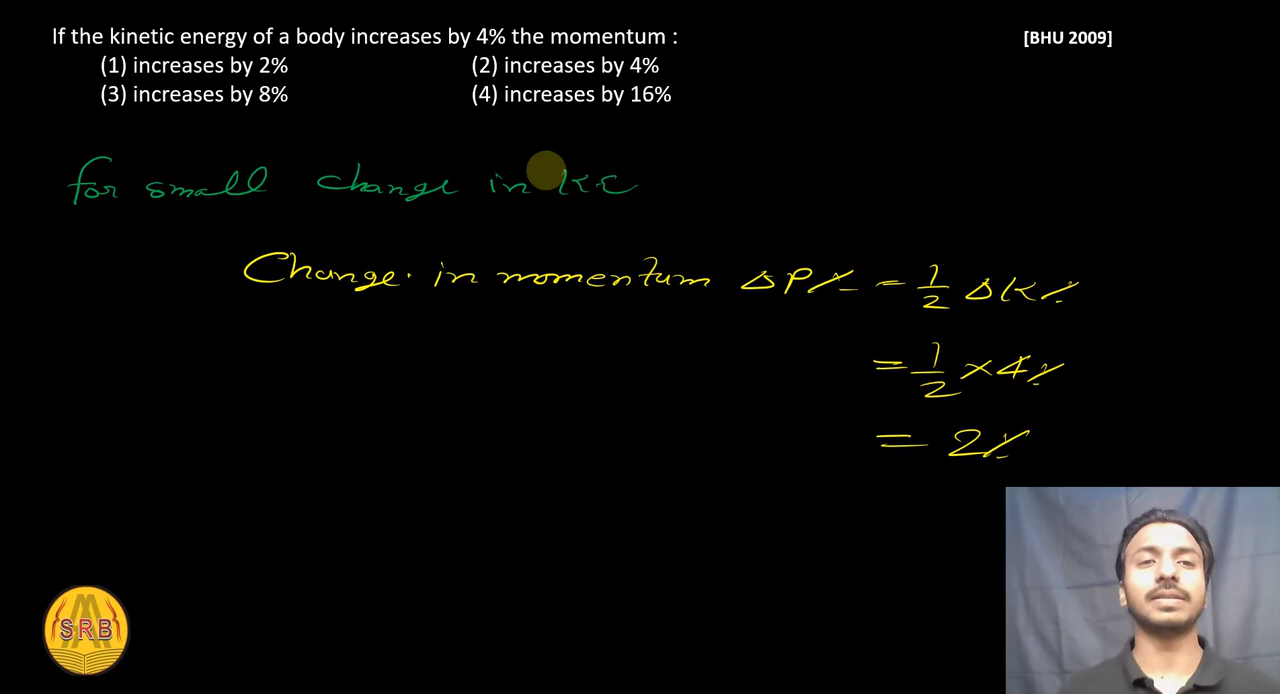 If the kinetic energy of a body increases by 4% the momentum : [BHU 2009]
(1) increases by 2% (2) increases by 4%
(3) increases by 8% (4) increases by 16%
for small change in K.E
Change. in momentum ΔP% = 1/2 ΔK%
= 1/2 × 4%
= 2%
SRB